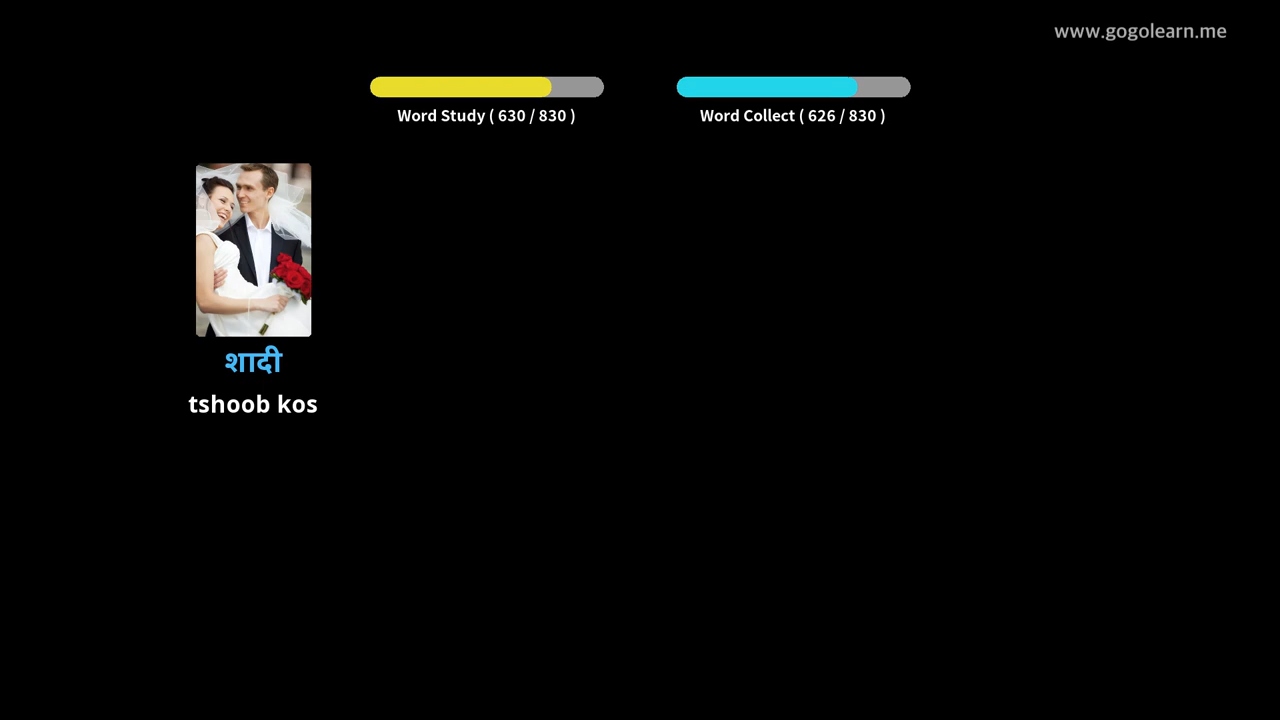 www.gogolearn.me
Word Study ( 630 / 830 )
Word Collect ( 626 / 830 )
शादी
tshoob kos